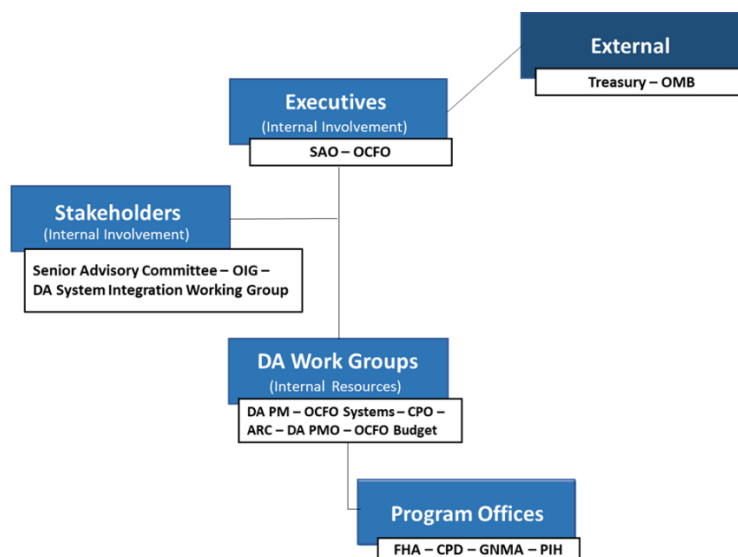 External
Treasury – OMB
Executives
(Internal Involvement)
SAO – OCFO
Stakeholders
(Internal Involvement)
Senior Advisory Committee – OIG –
DA System Integration Working Group
DA Work Groups
(Internal Resources)
DA PM – OCFO Systems – CPO –
ARC – DA PMO – OCFO Budget
Program Offices
FHA – CPD – GNMA – PIH